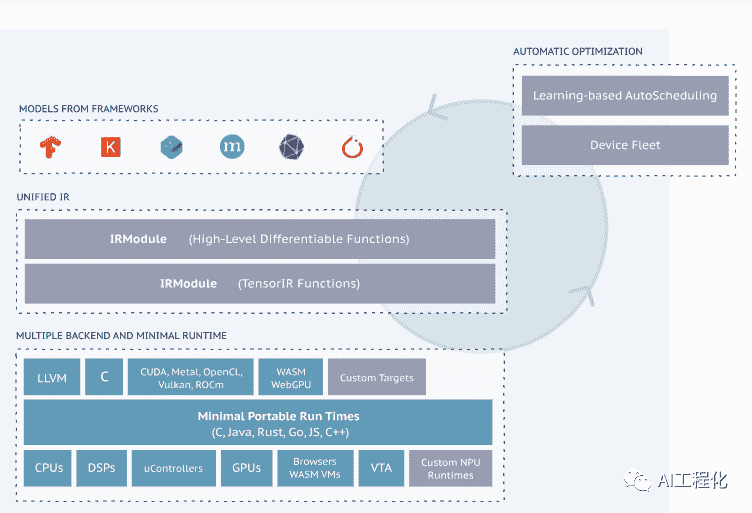 AUTOMATIC OPTIMIZATION
Learning-based AutoScheduling
Device Fleet
MODELS FROM FRAMEWORKS
K
m
UNIFIED IR
IRModule (High-Level Differentiable Functions)
IRModule (TensorIR Functions)
MULTIPLE BACKEND AND MINIMAL RUNTIME
LLVM
C
CUDA, Metal, OpenCL,
Vulkan, ROCm
WASM
WebGPU
Custom Targets
Minimal Portable Run Times
(C, Java, Rust, Go, JS, C++)
CPUs
DSPs
uControllers
GPUs
Browsers
WASM VMs
VTA
Custom NPU
Runtimes
AI工程化